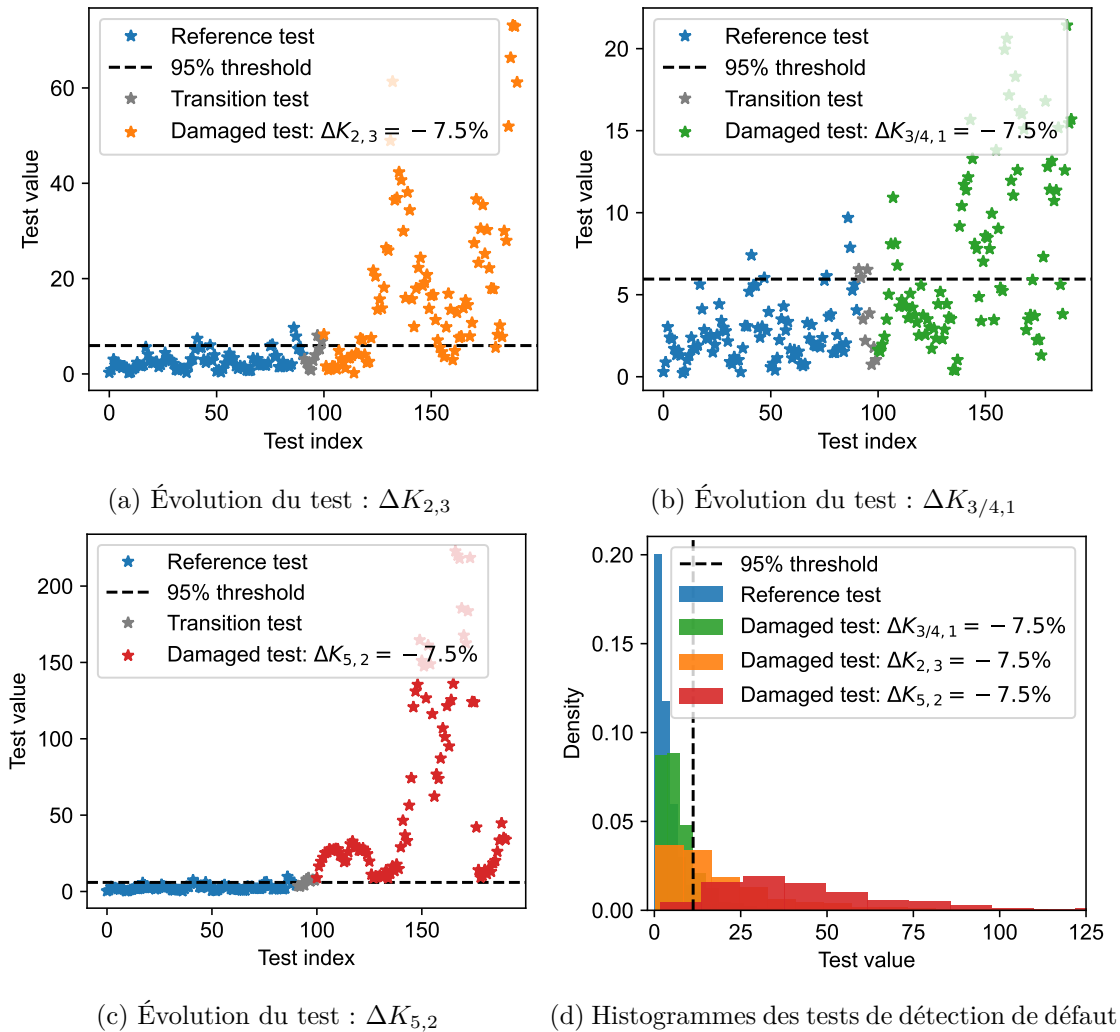 Reference test
95% threshold
Transition test
Damaged test: ΔK2,3 = − 7.5%
60
40
20
0
Test value
0 50 100 150
Test index
(a) Évolution du test : ΔK2,3
Reference test
95% threshold
Transition test
Damaged test: ΔK3/4,1 = − 7.5%
20
15
10
5
0
Test value
0 50 100 150
Test index
(b) Évolution du test : ΔK3/4,1
Reference test
95% threshold
Transition test
Damaged test: ΔK5,2 = − 7.5%
200
150
100
50
0
Test value
0 50 100 150
Test index
(c) Évolution du test : ΔK5,2
95% threshold
Reference test
Damaged test: ΔK3/4,1 = − 7.5%
Damaged test: ΔK2,3 = − 7.5%
Damaged test: ΔK5,2 = − 7.5%
0.20
0.15
0.10
0.05
0.00
Density
0 25 50 75 100 125
Test value
(d) Histogrammes des tests de détection de défaut